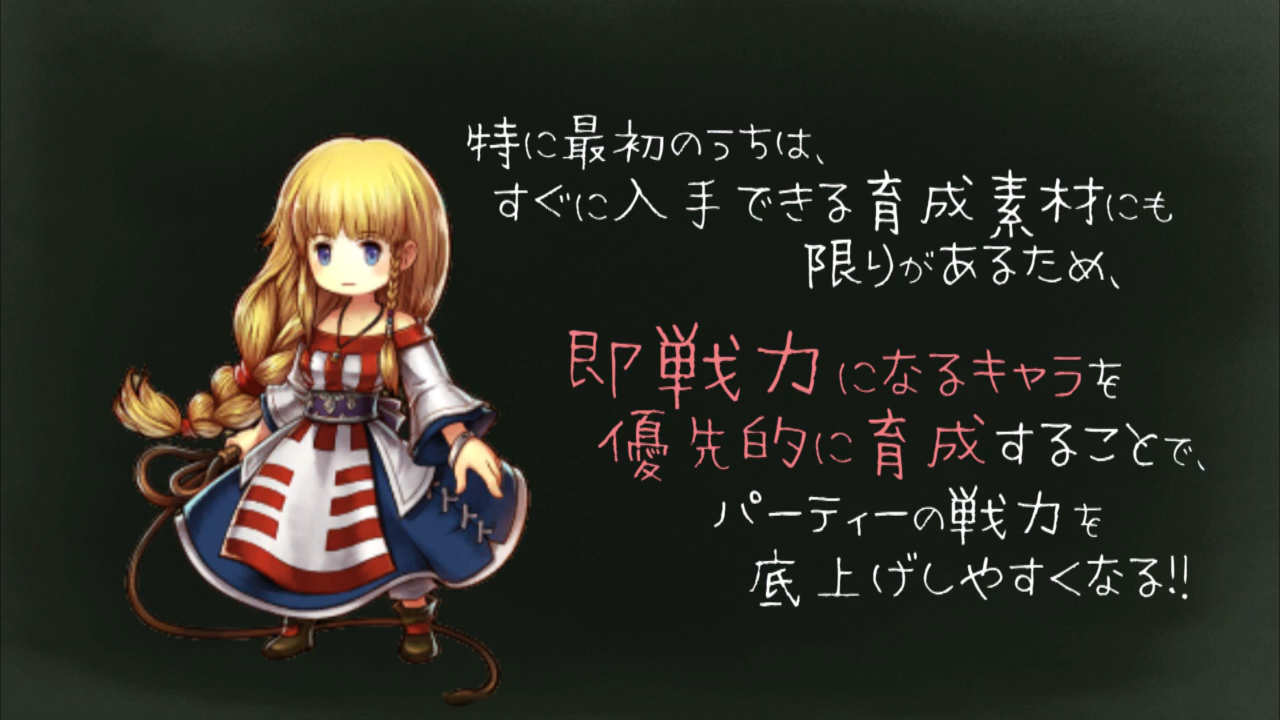 特に最初のうちは、
すぐに入手できる育成素材にも
限りがあるため、
即戦力になるキャラを
優先的に育成することで、
パーティーの戦力を
底上げしやすくなる!!